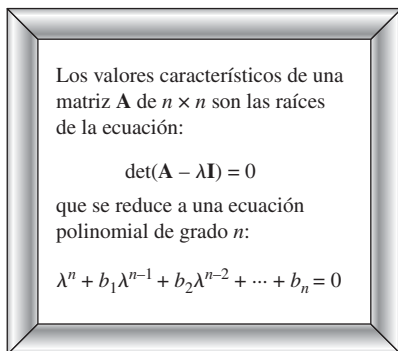 Los valores característicos de una
matriz A de n × n son las raíces
de la ecuación:
det(A – λI) = 0
que se reduce a una ecuación
polinomial de grado n:
λⁿ + b₁λⁿ⁻¹ + b₂λⁿ⁻² + ··· + bₙ = 0